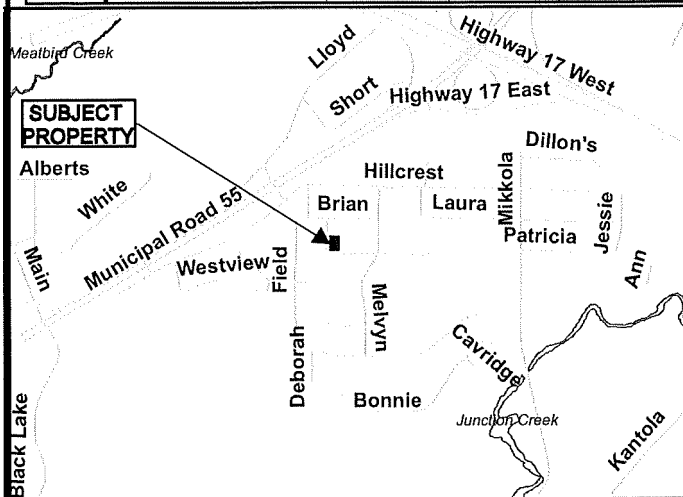 Meatbird Creek
Lloyd
Highway 17 West
Short
Highway 17 East
SUBJECT
PROPERTY
Dillon's
Alberts
Hillcrest
Mikkola
White
Brian
Laura
Jessie
Municipal Road 55
Patricia
Main
Westview
Field
Ann
Melvyn
Deborah
Cavridge
Bonnie
Junction Creek
Black Lake
Kantola